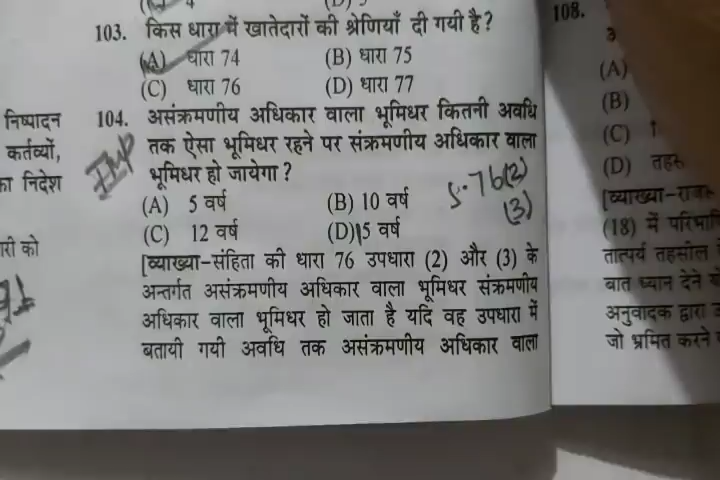 103. किस धारा में खातेदारों की श्रेणियाँ दी गयी है ?
(A) धारा 74 (B) धारा 75
(C) धारा 76 (D) धारा 77
104. असंक्रमणीय अधिकार वाला भूमिधर कितनी अवधि
तक ऐसा भूमिधर रहने पर संक्रमणीय अधिकार वाला
भूमिधर हो जायेगा ?
IMP
S. 76(2)
(3)
(A) 5 वर्ष (B) 10 वर्ष
(C) 12 वर्ष (D) 15 वर्ष
[व्याख्या–संहिता की धारा 76 उपधारा (2) और (3) के
अन्तर्गत असंक्रमणीय अधिकार वाला भूमिधर संक्रमणीय
अधिकार वाला भूमिधर हो जाता है यदि वह उपधारा में
बतायी गयी अवधि तक असंक्रमणीय अधिकार वाला
निष्पादन
कर्तव्यों,
निदेश
को
108.
(A)
(B)
(C)
(D)
[व्याख्या–
(18) में
तात्पर्य तहसील
बात ध्यान देने
अनुवादक द्वारा
जो भ्रमित करने